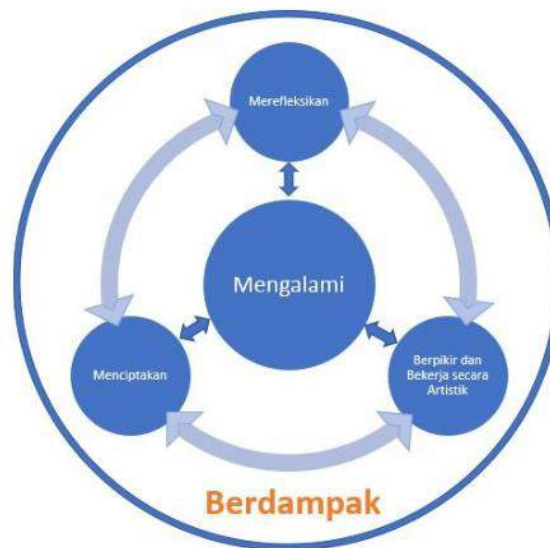 Merefleksikan
Mengalami
Menciptakan
Berpikir dan
Bekerja secara
Artistik
Berdampak